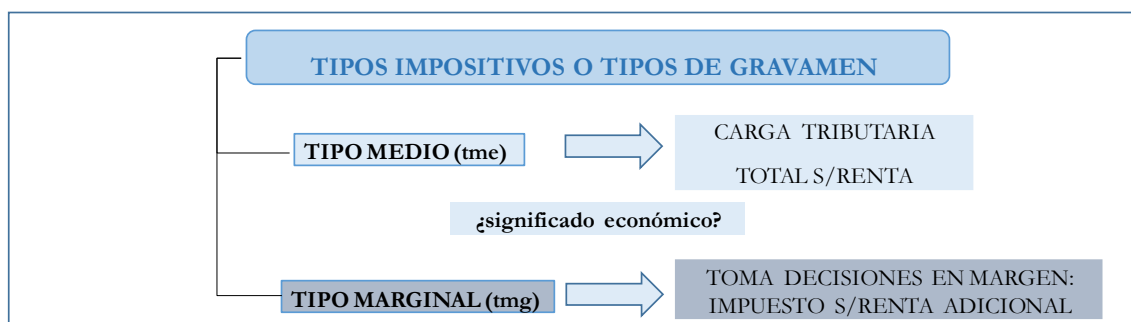 TIPOS IMPOSITIVOS O TIPOS DE GRAVAMEN
TIPO MEDIO (tme)
CARGA TRIBUTARIA
TOTAL S/RENTA
¿significado económico?
TIPO MARGINAL (tmg)
TOMA DECISIONES EN MARGEN:
IMPUESTO S/RENTA ADICIONAL